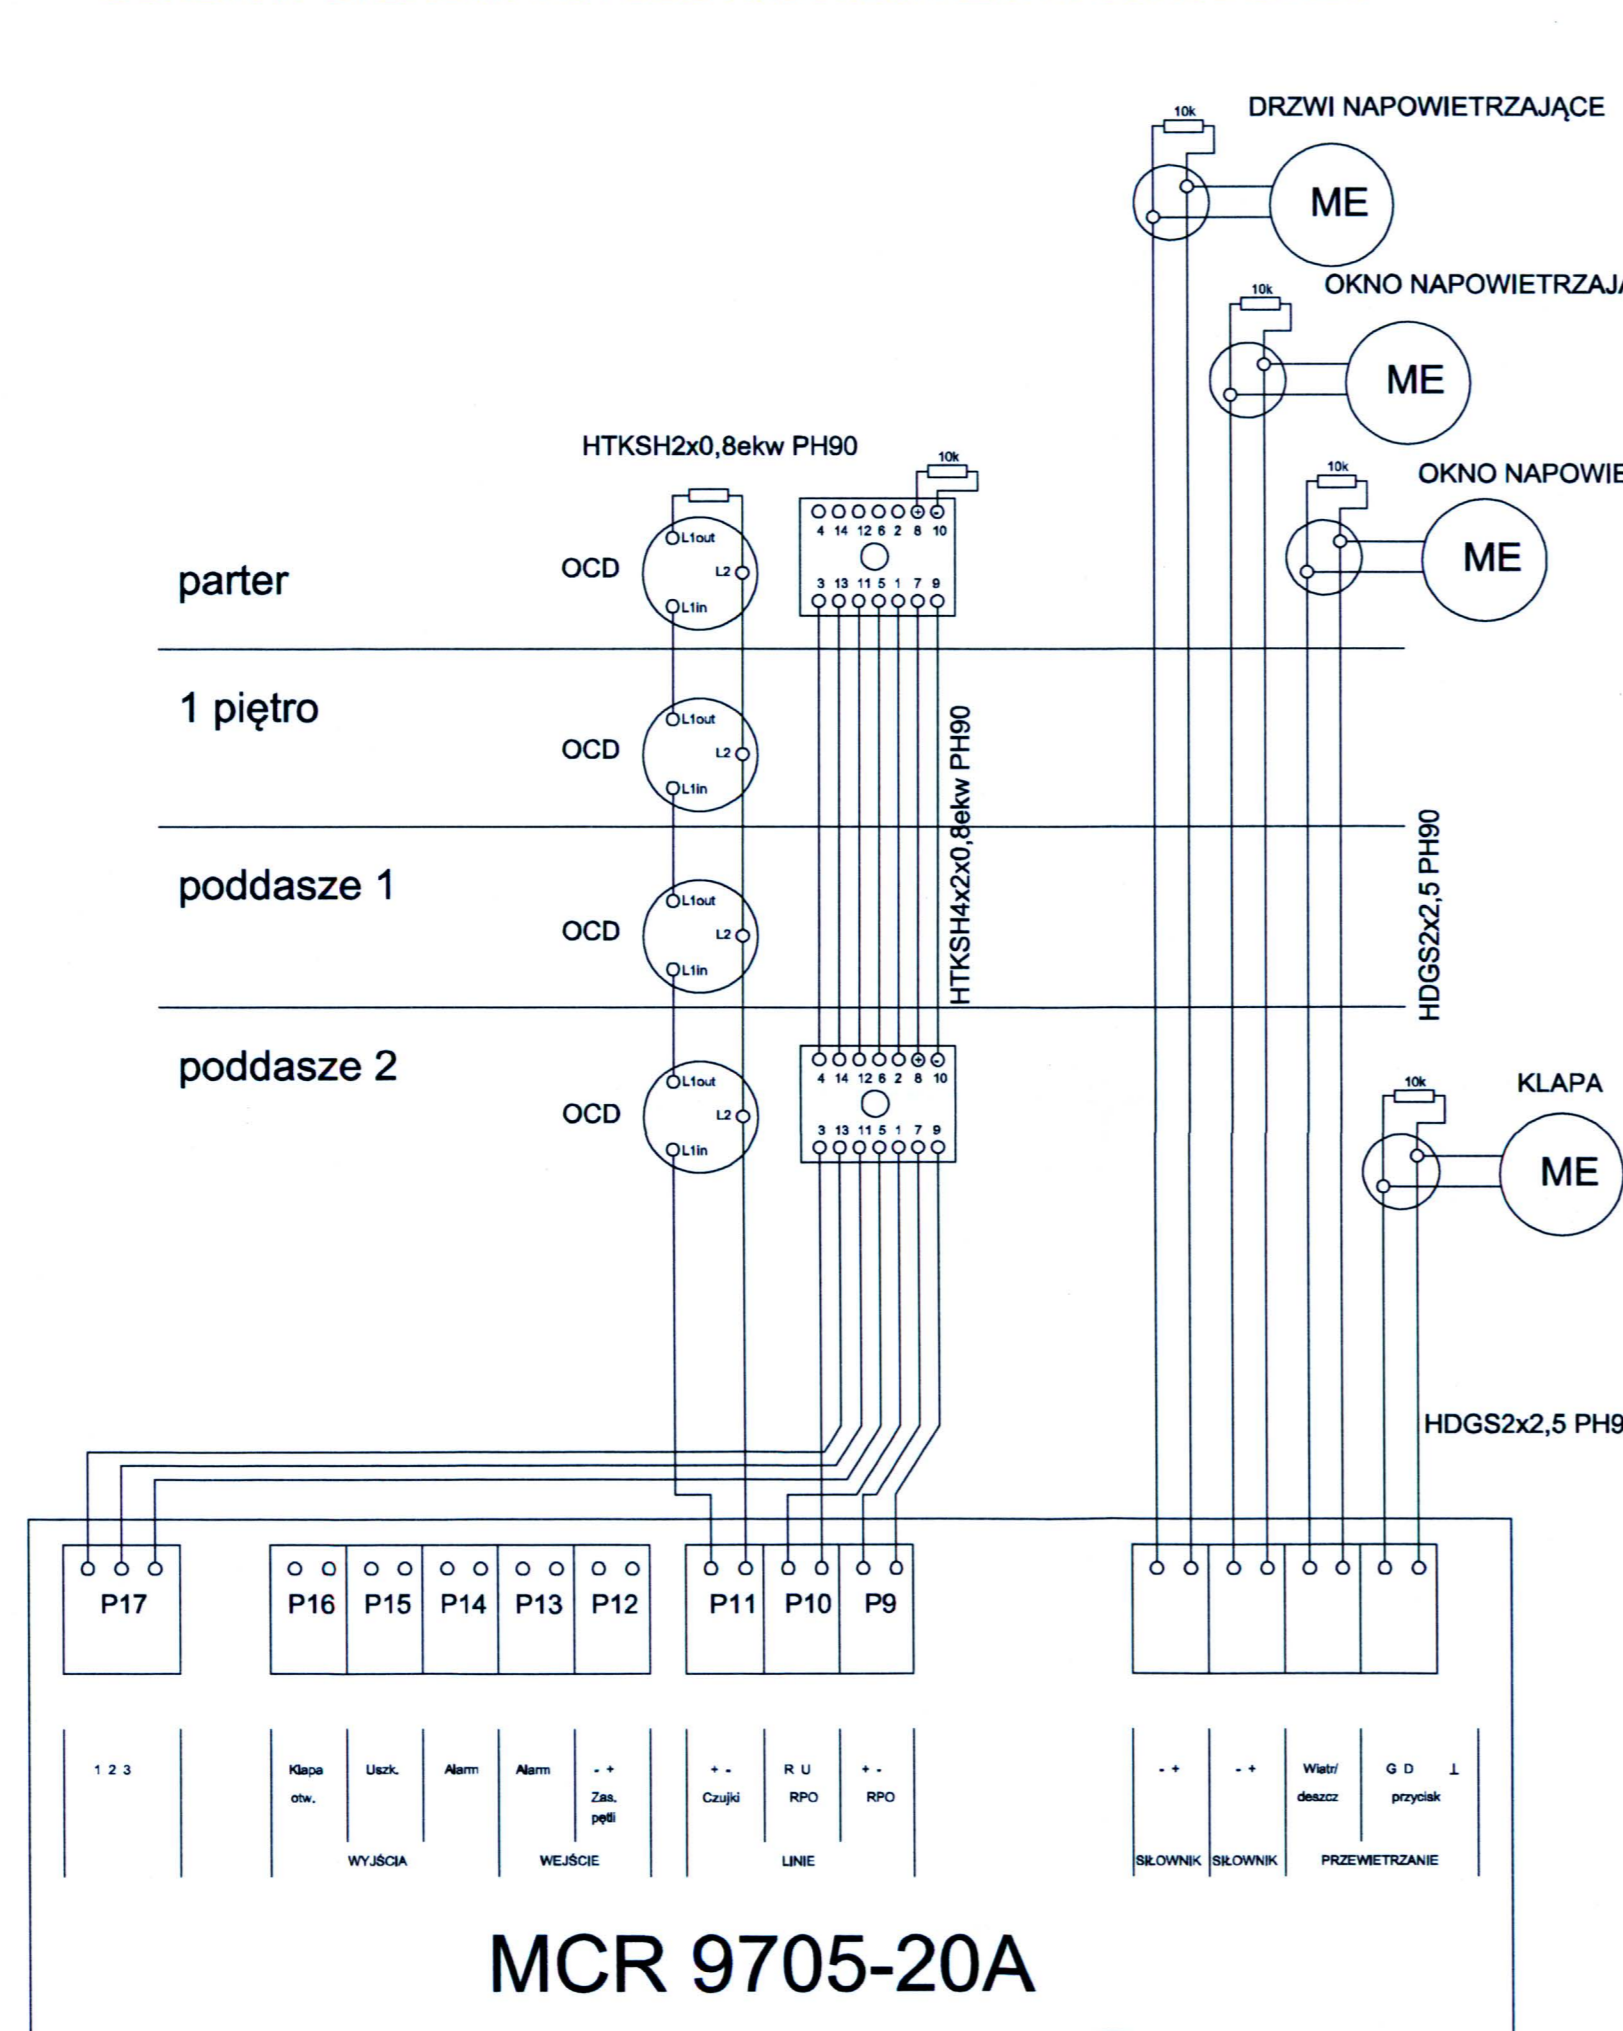 10k
DRZWI NAPOWIETRZAJĄCE
ME
10k
OKNO NAPOWIETRZAJĄ
ME
HTKSH2x0,8ekw PH90
10k
10k
OKNO NAPOWIE
ME
parter
OCD
L1out
L2
L1in
4 14 12 6 2 8 10
3 13 11 5 1 7 9
1 piętro
OCD
L1out
L2
L1in
HTKSH4x2x0,8ekw PH90
HDGS2x2,5 PH90
poddasze 1
OCD
L1out
L2
L1in
poddasze 2
OCD
L1out
L2
L1in
4 14 12 6 2 8 10
3 13 11 5 1 7 9
10k
KLAPA
ME
HDGS2x2,5 PH9
P17 P16 P15 P14 P13 P12 P11 P10 P9
1 2 3
Klapa otw.
Uszk.
Alarm
Alarm
- +
Zas. pętli
+ -
Czujki
R U
RPO
+ -
RPO
- +
- +
Wiatr/ deszcz
G D ⊥
przycisk
WYJŚCIA WEJŚCIE LINIE SIŁOWNIK SIŁOWNIK PRZEWIETRZANIE
MCR 9705-20A